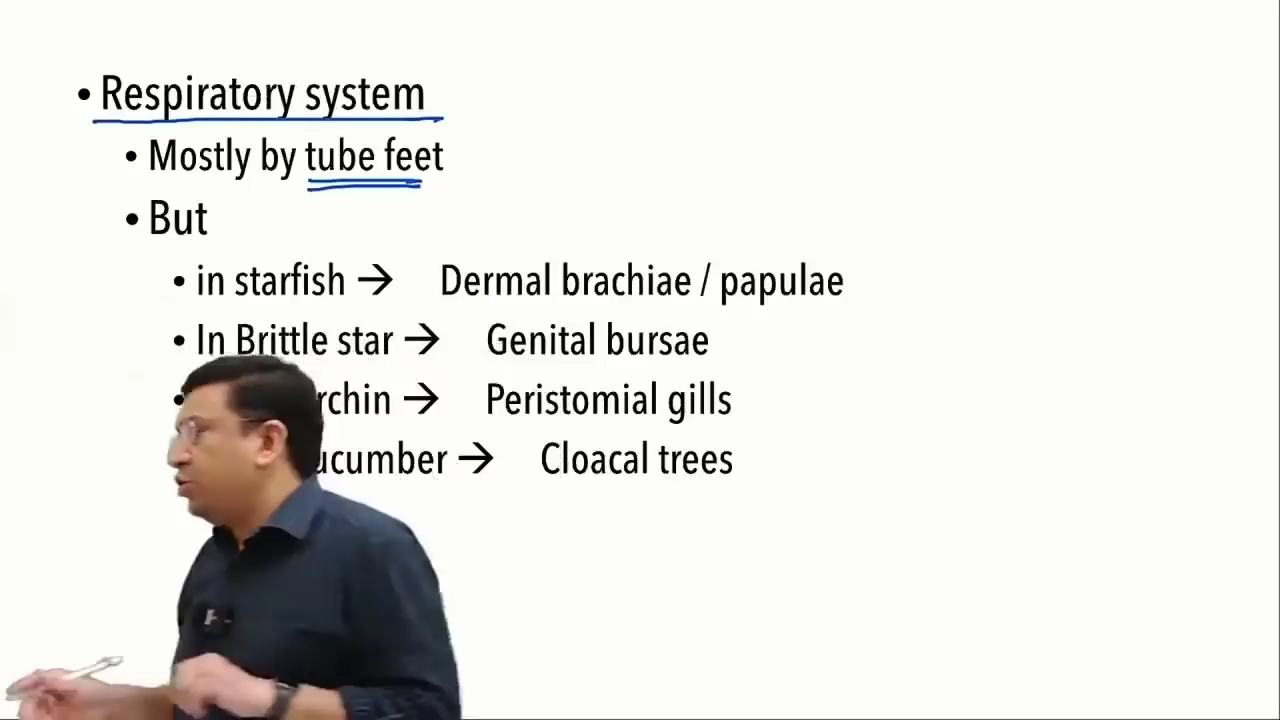 • Respiratory system
• Mostly by tube feet
• But
• in starfish → Dermal brachiae / papulae
• In Brittle star → Genital bursae
• rchin → Peristomial gills
ucumber → Cloacal trees